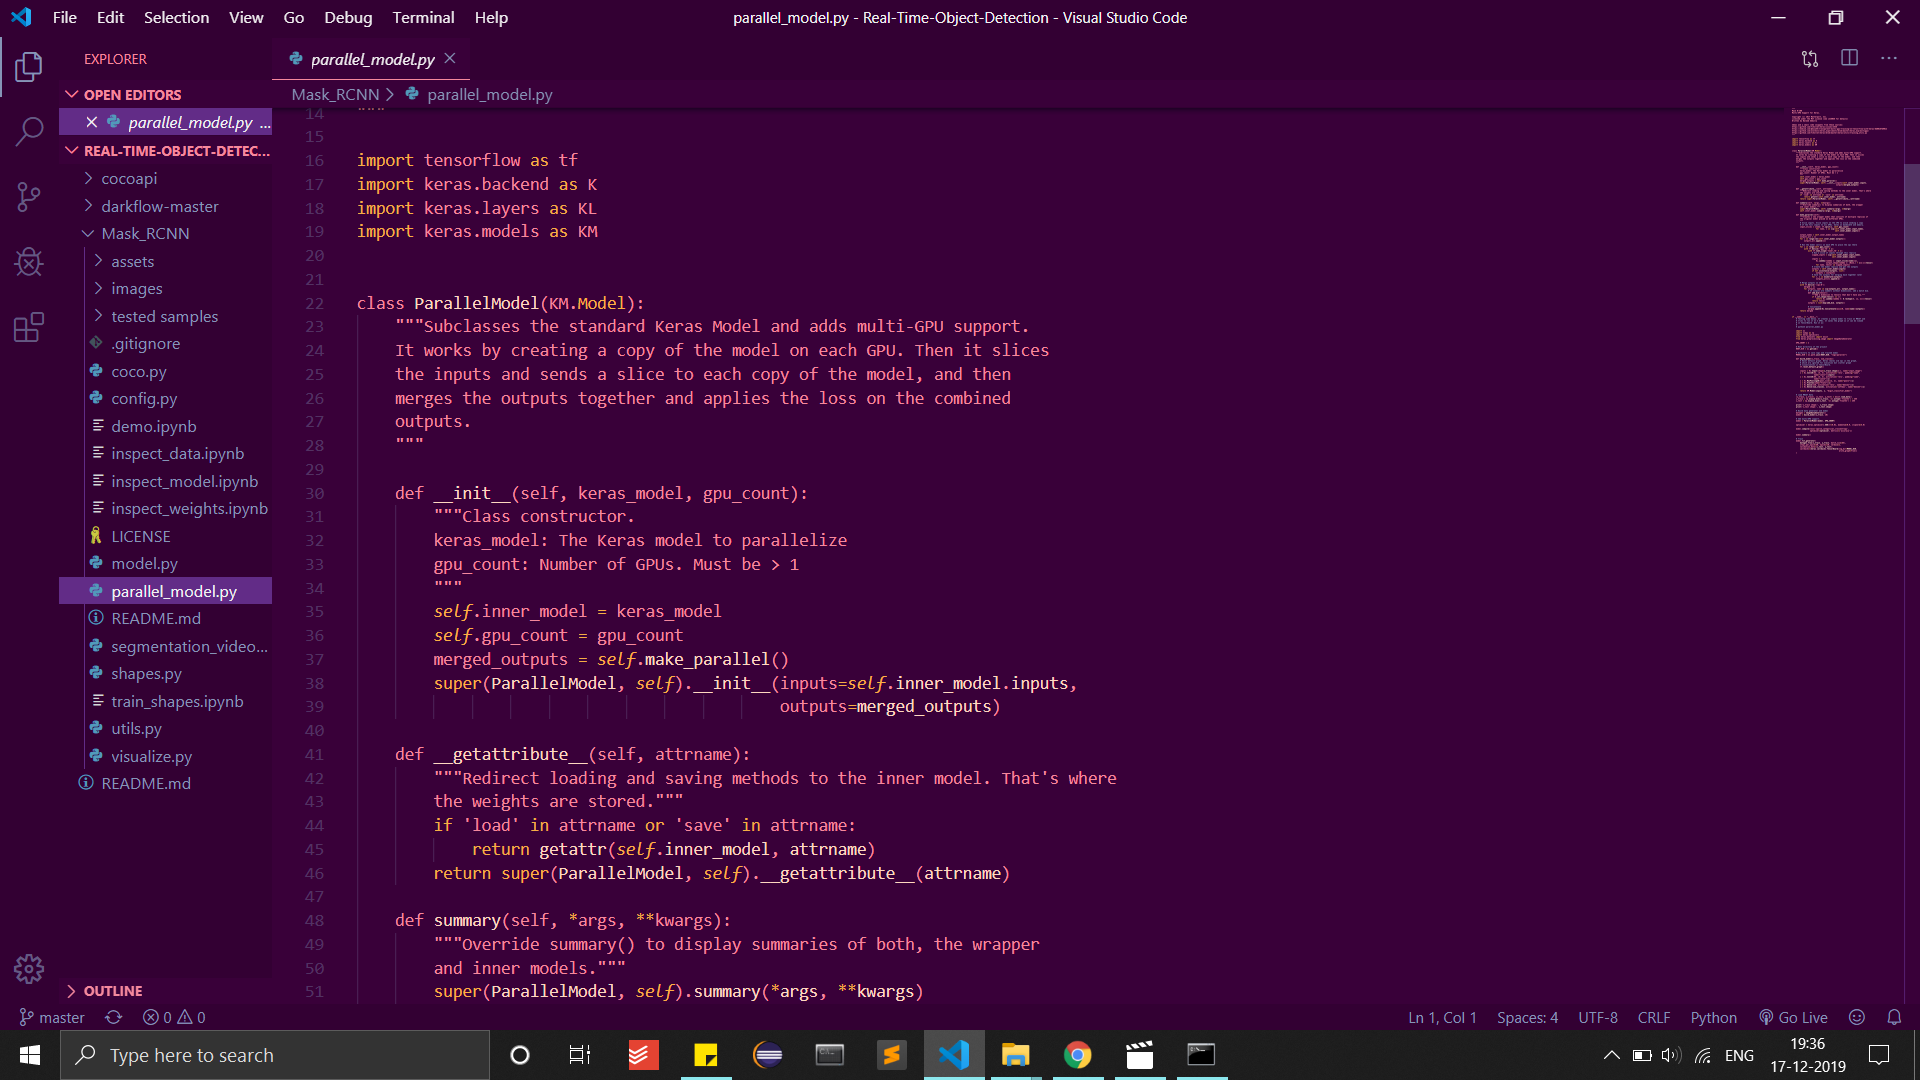 File Edit Selection View Go Debug Terminal Help
parallel_model.py - Real-Time-Object-Detection - Visual Studio Code
EXPLORER
OPEN EDITORS
parallel_model.py ...
REAL-TIME-OBJECT-DETEC...
cocoapi
darkflow-master
Mask_RCNN
assets
images
tested samples
.gitignore
coco.py
config.py
demo.ipynb
inspect_data.ipynb
inspect_model.ipynb
inspect_weights.ipynb
LICENSE
model.py
parallel_model.py
README.md
segmentation_video...
shapes.py
train_shapes.ipynb
utils.py
visualize.py
README.md
OUTLINE
parallel_model.py
Mask_RCNN > parallel_model.py
14 """
15
16 import tensorflow as tf
17 import keras.backend as K
18 import keras.layers as KL
19 import keras.models as KM
20
21
22 class ParallelModel(KM.Model):
23 """Subclasses the standard Keras Model and adds multi-GPU support.
24 It works by creating a copy of the model on each GPU. Then it slices
25 the inputs and sends a slice to each copy of the model, and then
26 merges the outputs together and applies the loss on the combined
27 outputs.
28 """
29
30 def __init__(self, keras_model, gpu_count):
31 """Class constructor.
32 keras_model: The Keras model to parallelize
33 gpu_count: Number of GPUs. Must be > 1
34 """
35 self.inner_model = keras_model
36 self.gpu_count = gpu_count
37 merged_outputs = self.make_parallel()
38 super(ParallelModel, self).__init__(inputs=self.inner_model.inputs,
39 outputs=merged_outputs)
40
41 def __getattribute__(self, attrname):
42 """Redirect loading and saving methods to the inner model. That's where
43 the weights are stored."""
44 if 'load' in attrname or 'save' in attrname:
45 return getattr(self.inner_model, attrname)
46 return super(ParallelModel, self).__getattribute__(attrname)
47
48 def summary(self, *args, **kwargs):
49 """Override summary() to display summaries of both, the wrapper
50 and inner models."""
51 super(ParallelModel, self).summary(*args, **kwargs)
master 0 0
Ln 1, Col 1 Spaces: 4 UTF-8 CRLF Python Go Live
Type here to search
ENG
19:36
17-12-2019